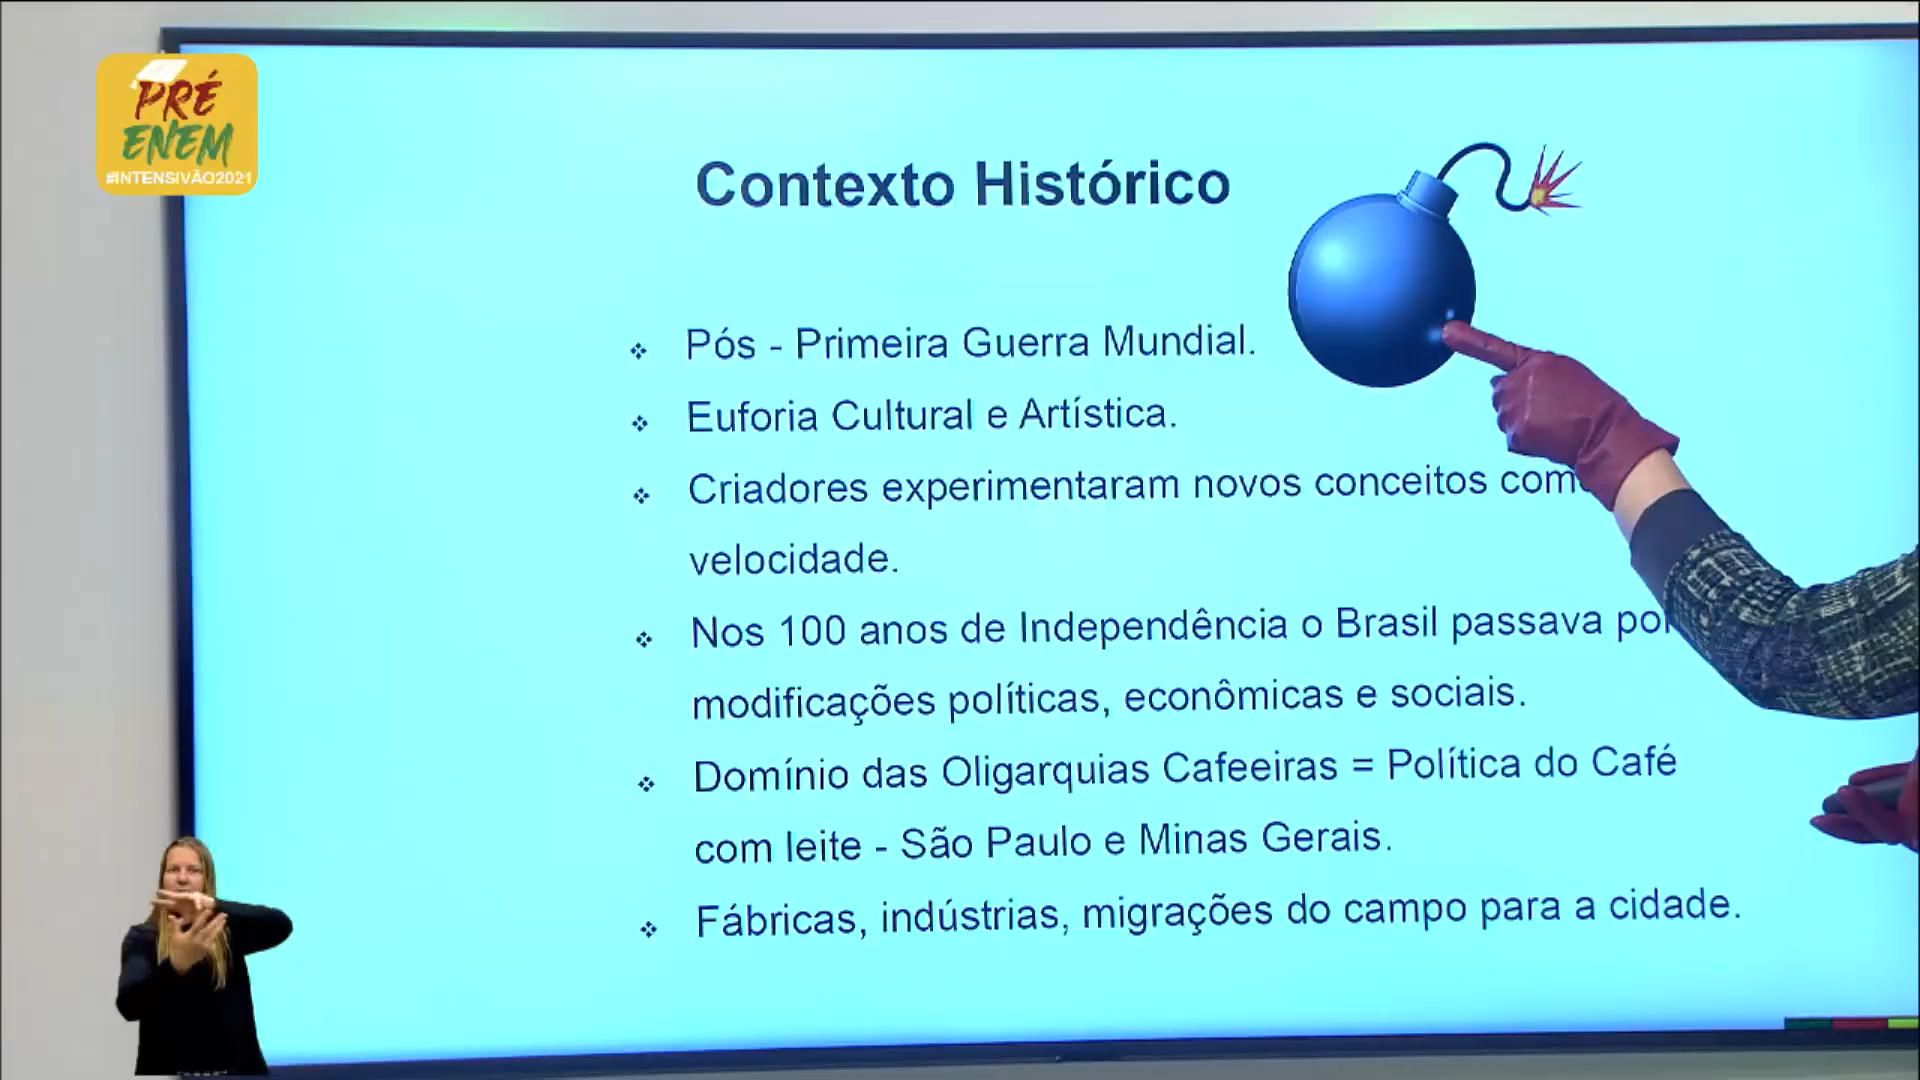 PRÉ
ENEM
#INTENSIVÃO2021
Contexto Histórico
❖ Pós - Primeira Guerra Mundial.
❖ Euforia Cultural e Artística.
❖ Criadores experimentaram novos conceitos como
velocidade.
❖ Nos 100 anos de Independência o Brasil passava por
modificações políticas, econômicas e sociais.
❖ Domínio das Oligarquias Cafeeiras = Política do Café
com leite - São Paulo e Minas Gerais.
❖ Fábricas, indústrias, migrações do campo para a cidade.